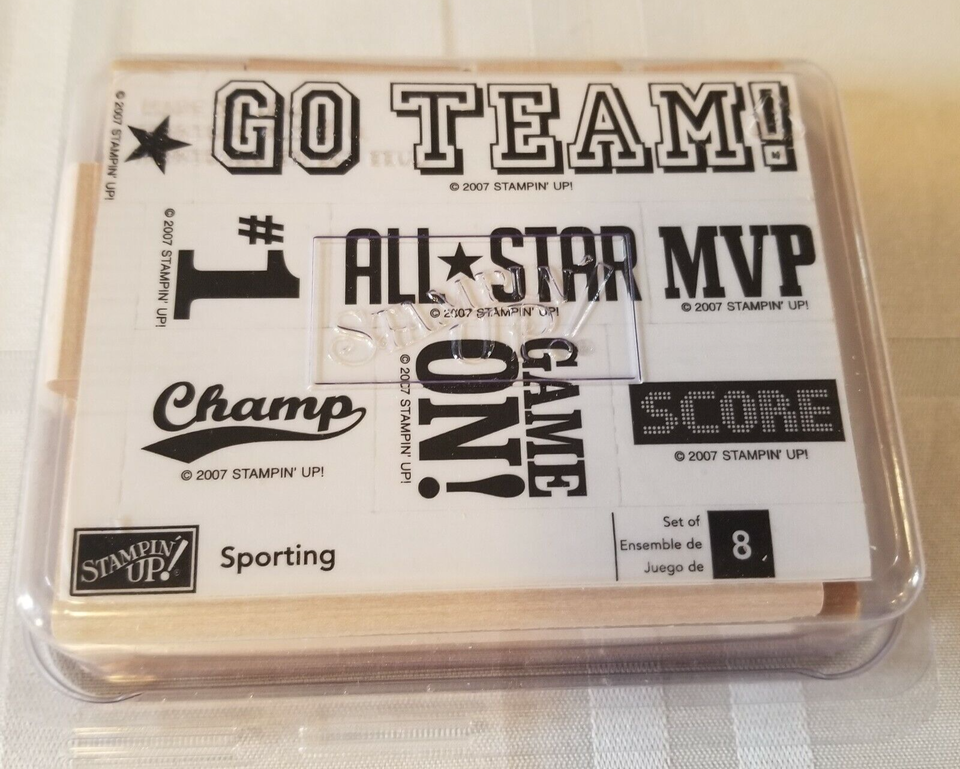 ★ GO TEAM!
© 2007 STAMPIN' UP!
© 2007 STAMPIN' UP!
#1
© 2007 STAMPIN' UP!
ALL★STAR
© 2007 STAMPIN' UP!
MVP
© 2007 STAMPIN' UP!
STAMPIN' UP!
Champ
© 2007 STAMPIN' UP!
GAME
ON!
© 2007 STAMPIN' UP!
SCORE
© 2007 STAMPIN' UP!
STAMPIN' UP!®
Sporting
Set of
Ensemble de
Juego de
8